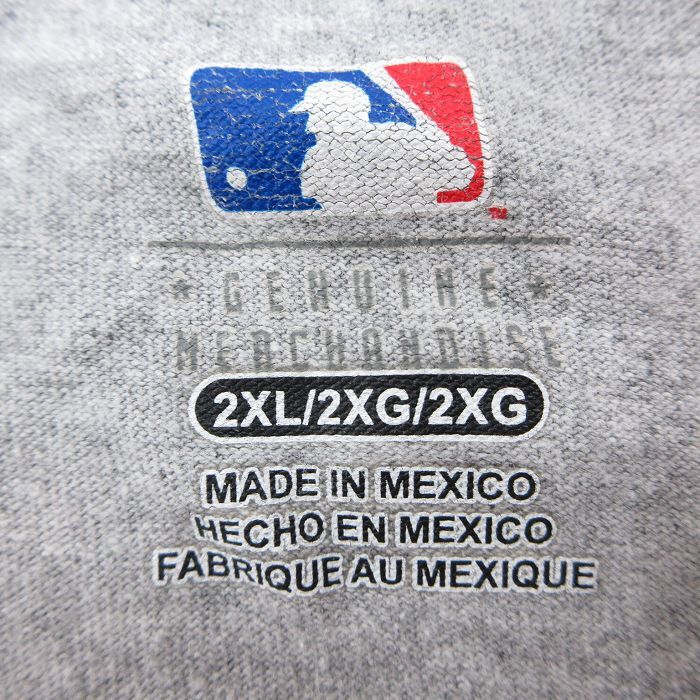 ★ GENUINE ★
MERCHANDISE
2XL/2XG/2XG
MADE IN MEXICO
HECHO EN MEXICO
FABRIQUE AU MEXIQUE